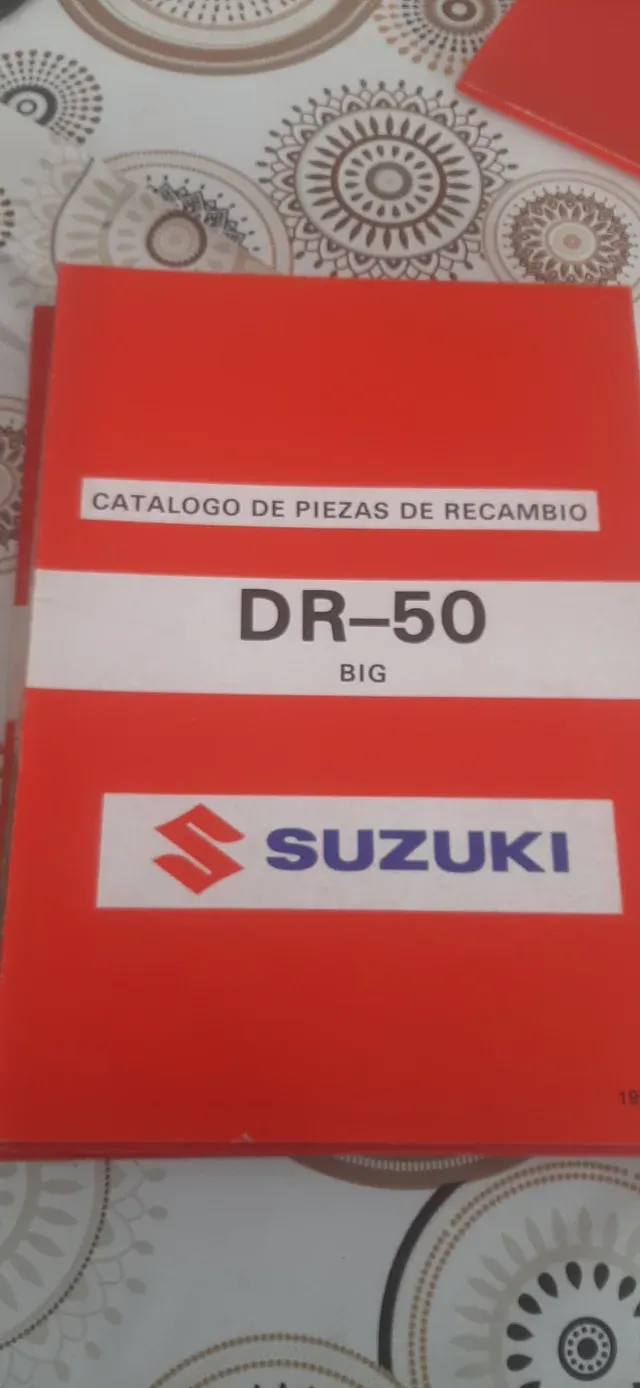 CATALOGO DE PIEZAS DE RECAMBIO
DR-50
BIG
SUZUKI